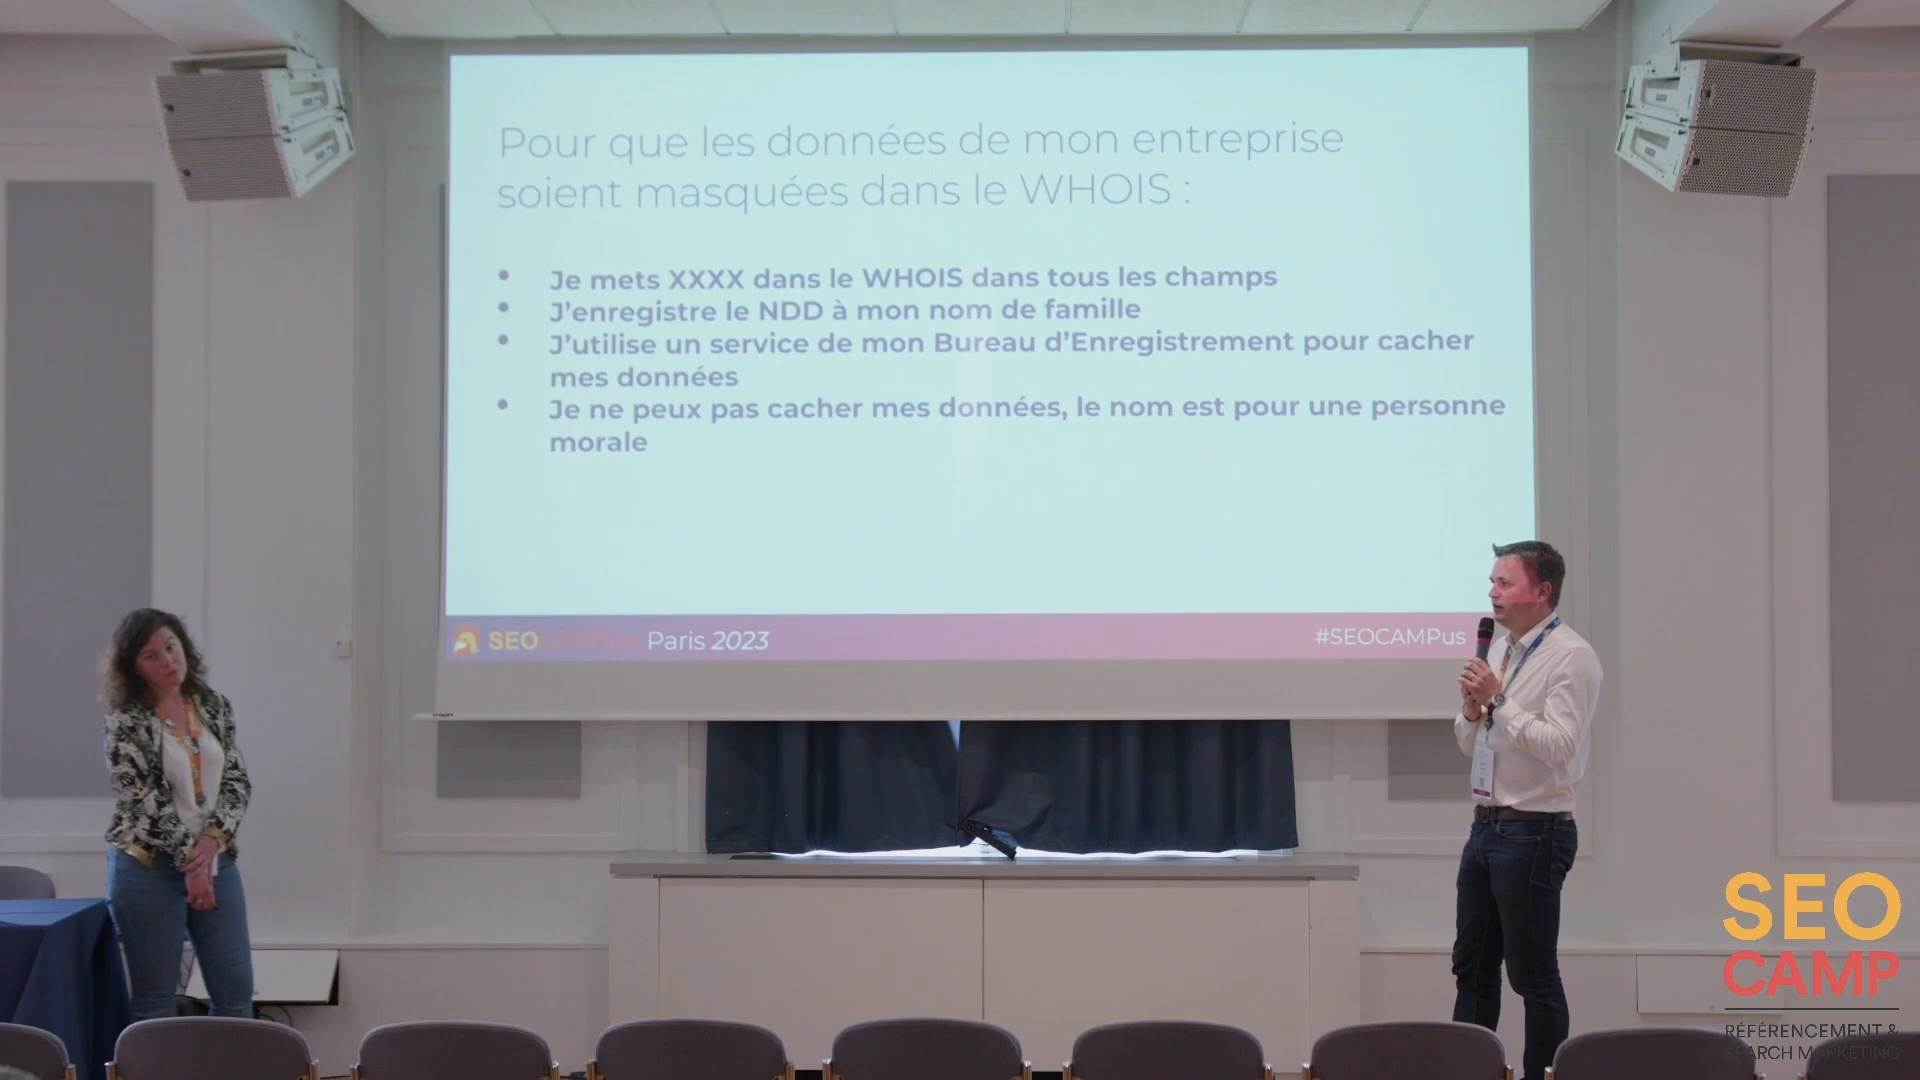 Pour que les données de mon entreprise
soient masquées dans le WHOIS :
• Je mets XXXX dans le WHOIS dans tous les champs
• J’enregistre le NDD à mon nom de famille
• J’utilise un service de mon Bureau d’Enregistrement pour cacher
mes données
• Je ne peux pas cacher mes données, le nom est pour une personne
morale
SEO Paris 2023
#SEOCAMPus
SEO
CAMP
RÉFÉRENCEMENT &
SEARCH MARKETING